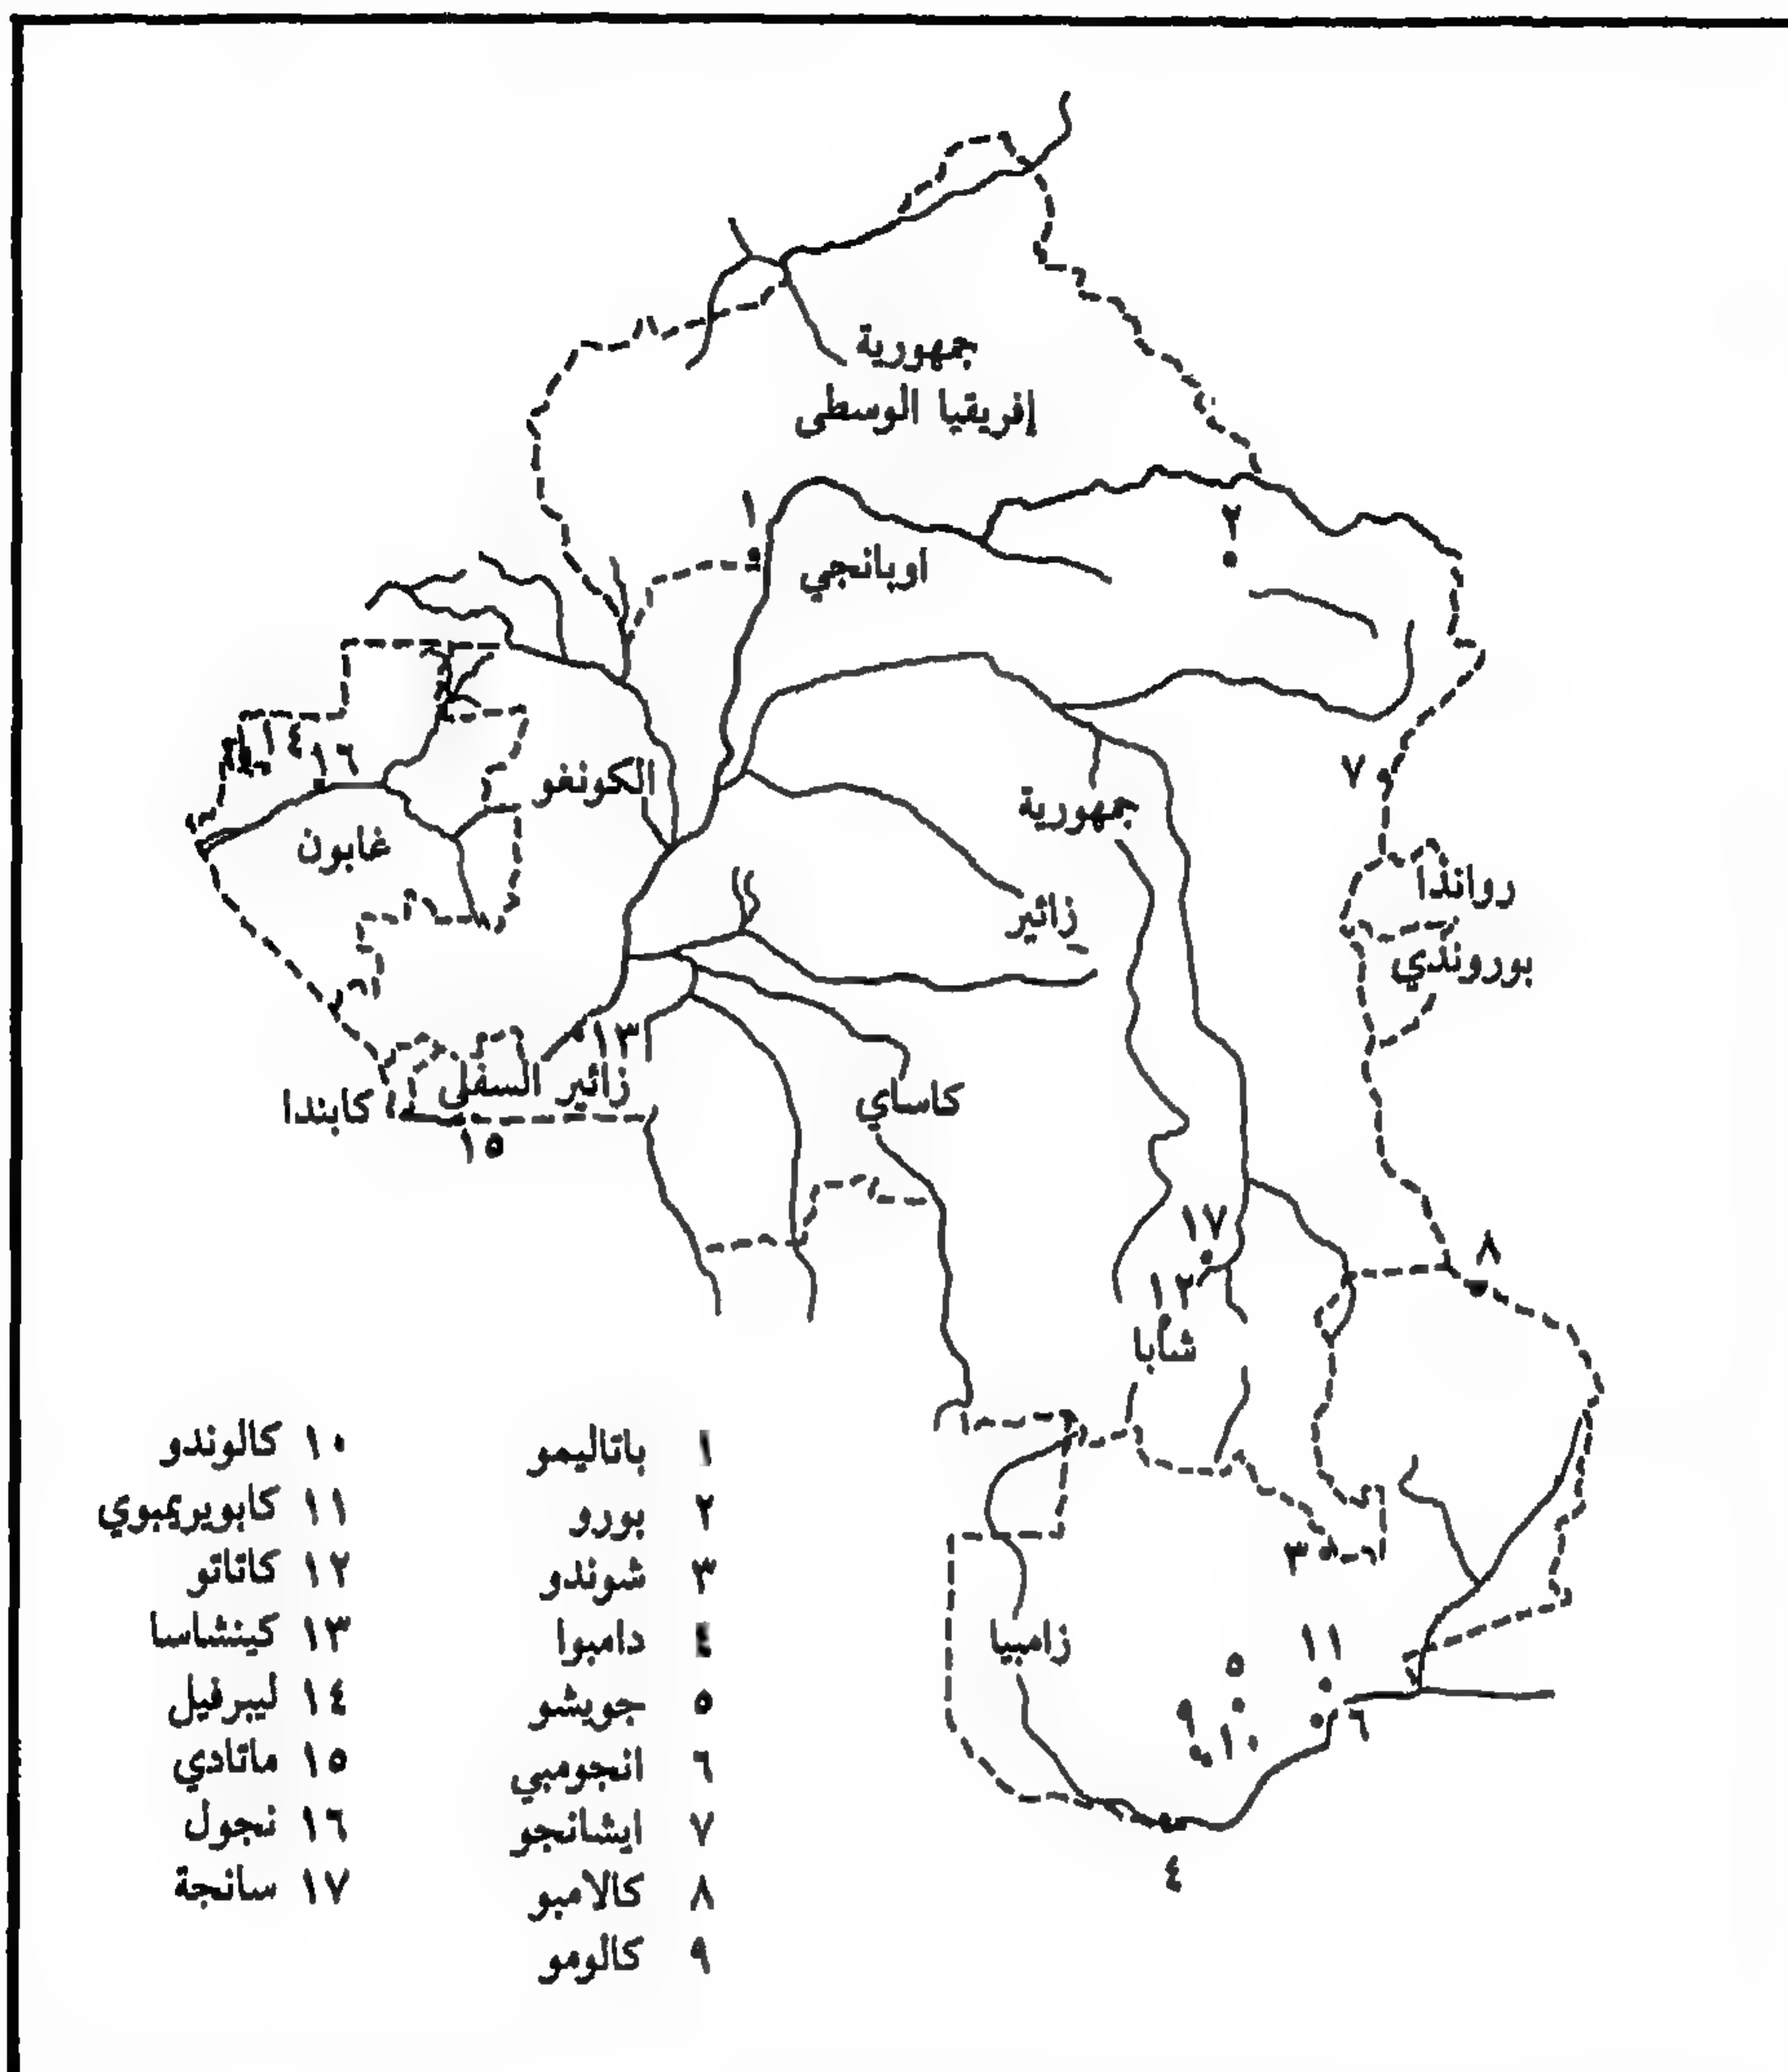 جمهورية
إفريقيا الوسطى
١
٢
اوبانجي
١٤
١٦
الكونغو
٧
جمهورية
غابون
رواندا
زائير
بوروندي
١٣
زائير السفلى
كابندا
كاساي
١٥
١٧
٨
١٢
شابا
٣
زامبيا
١١
٥
٩
١٠
٦
٤
١ باتاليمو
٢ بورو
٣ شوندو
٤ دامبوا
٥ جويشو
٦ انجومبي
٧ ايشانجو
٨ كالامبو
٩ كالومو
١٠ كالوندو
١١ كابويريمبوي
١٢ كاتاتو
١٣ كينشاسا
١٤ ليبرفيل
١٥ ماتادي
١٦ نجول
١٧ سانجة